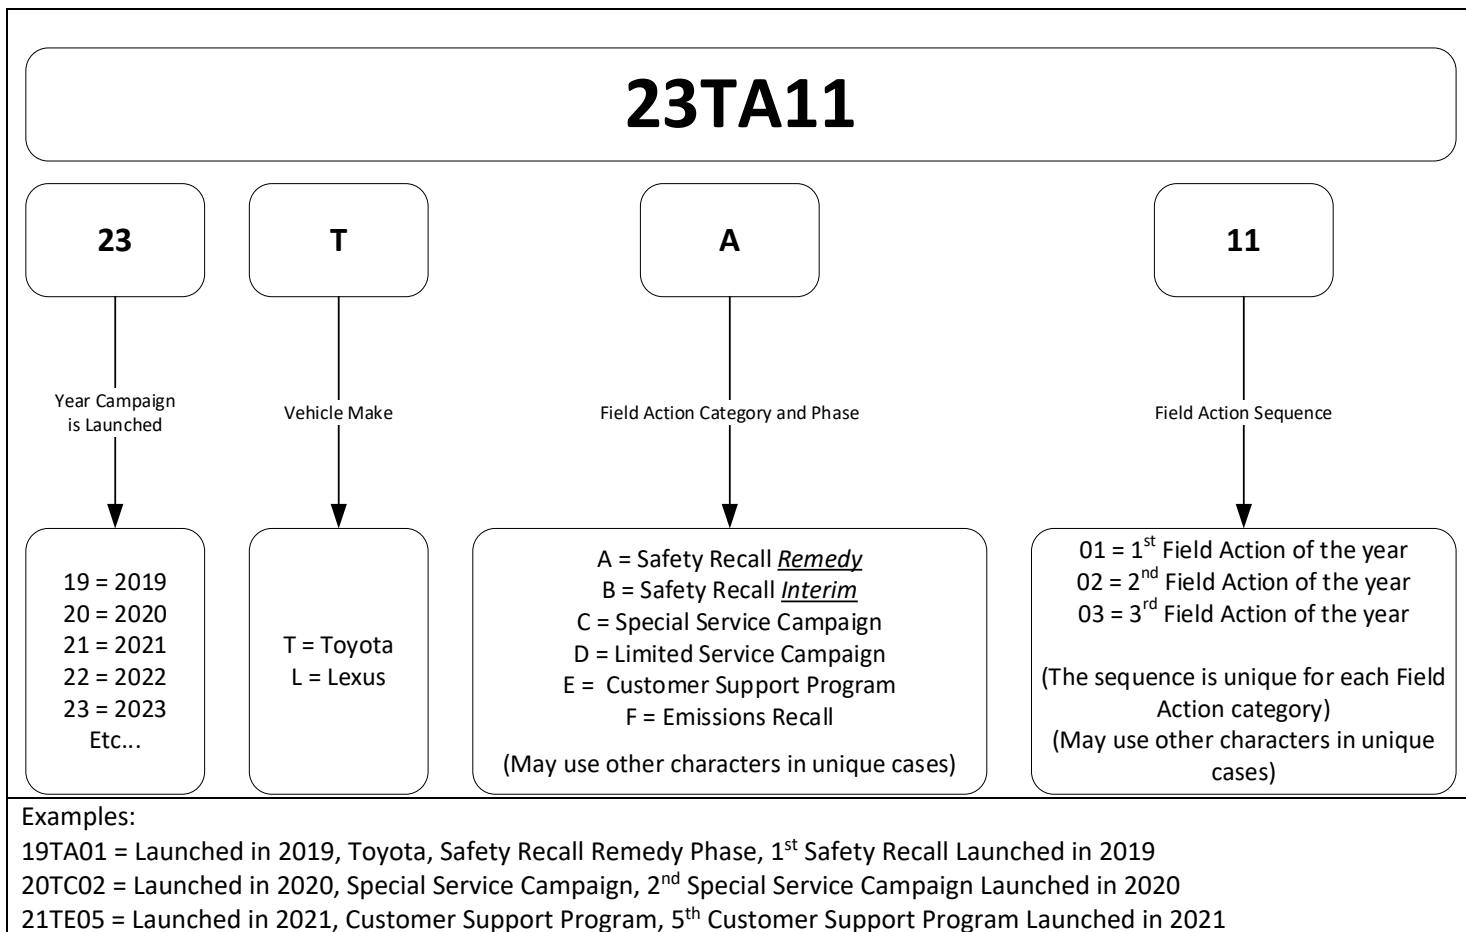 23TA11
23
T
A
11
Year Campaign
is Launched
Vehicle Make
Field Action Category and Phase
Field Action Sequence
19 = 2019
20 = 2020
21 = 2021
22 = 2022
23 = 2023
Etc...
T = Toyota
L = Lexus
A = Safety Recall Remedy
B = Safety Recall Interim
C = Special Service Campaign
D = Limited Service Campaign
E = Customer Support Program
F = Emissions Recall
(May use other characters in unique cases)
01 = 1st Field Action of the year
02 = 2nd Field Action of the year
03 = 3rd Field Action of the year
(The sequence is unique for each Field
Action category)
(May use other characters in unique
cases)
Examples:
19TA01 = Launched in 2019, Toyota, Safety Recall Remedy Phase, 1st Safety Recall Launched in 2019
20TC02 = Launched in 2020, Special Service Campaign, 2nd Special Service Campaign Launched in 2020
21TE05 = Launched in 2021, Customer Support Program, 5th Customer Support Program Launched in 2021